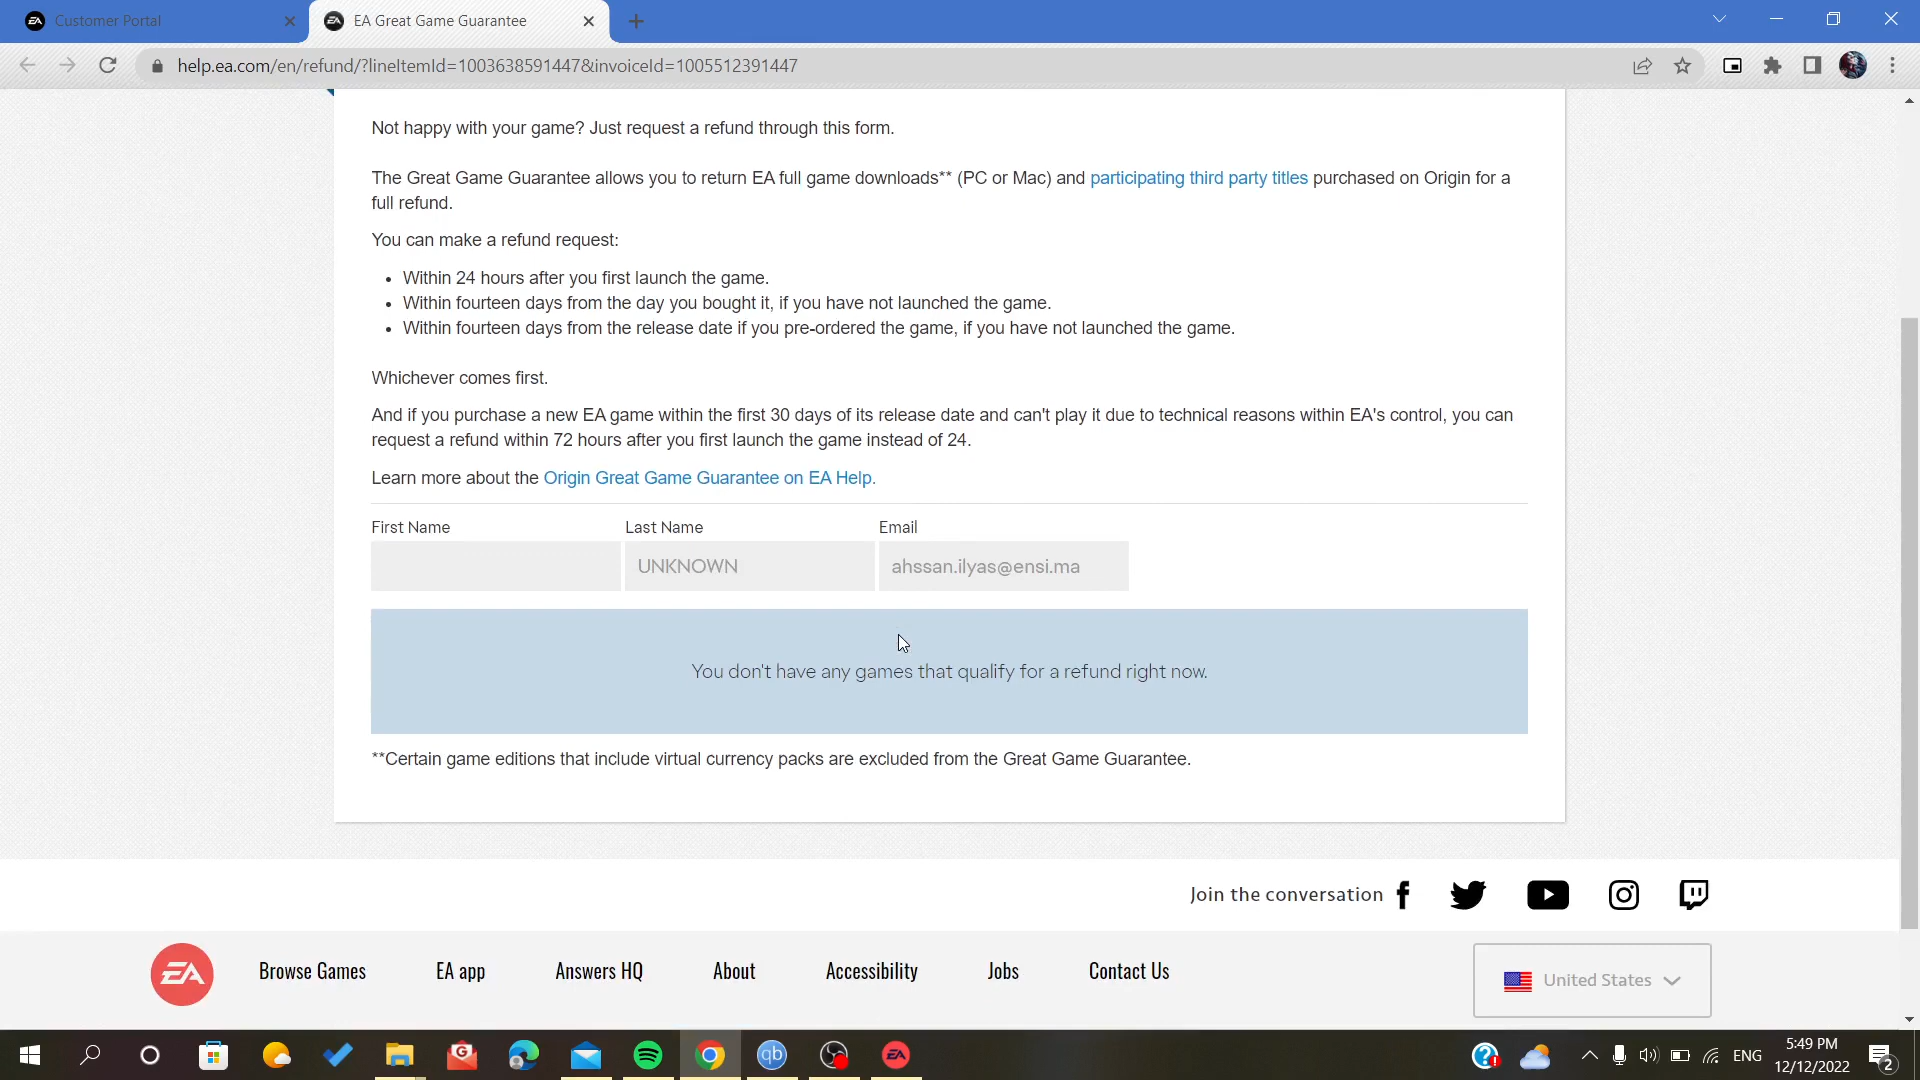 Customer Portal
EA Great Game Guarantee
help.ea.com/en/refund/?lineItemId=1003638591447&invoiceId=1005512391447
Not happy with your game? Just request a refund through this form.
The Great Game Guarantee allows you to return EA full game downloads** (PC or Mac) and participating third party titles purchased on Origin for a
full refund.
You can make a refund request:
• Within 24 hours after you first launch the game.
• Within fourteen days from the day you bought it, if you have not launched the game.
• Within fourteen days from the release date if you pre-ordered the game, if you have not launched the game.
Whichever comes first.
And if you purchase a new EA game within the first 30 days of its release date and can't play it due to technical reasons within EA's control, you can
request a refund within 72 hours after you first launch the game instead of 24.
Learn more about the Origin Great Game Guarantee on EA Help.
First Name Last Name Email
UNKNOWN ahssan.ilyas@ensi.ma
You don't have any games that qualify for a refund right now.
**Certain game editions that include virtual currency packs are excluded from the Great Game Guarantee.
Join the conversation
EA Browse Games EA app Answers HQ About Accessibility Jobs Contact Us United States
qb EA ENG 5:49 PM
12/12/2022 2